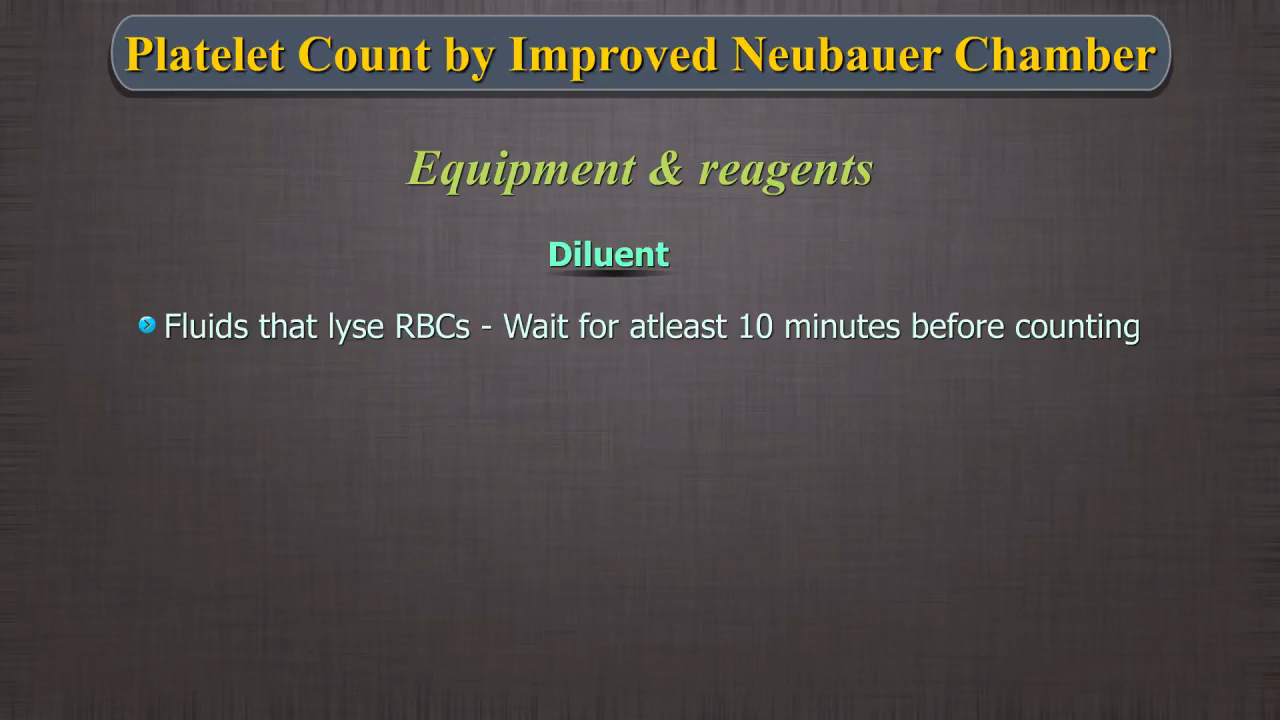 Platelet Count by Improved Neubauer Chamber
Equipment & reagents
Diluent
Fluids that lyse RBCs - Wait for atleast 10 minutes before counting